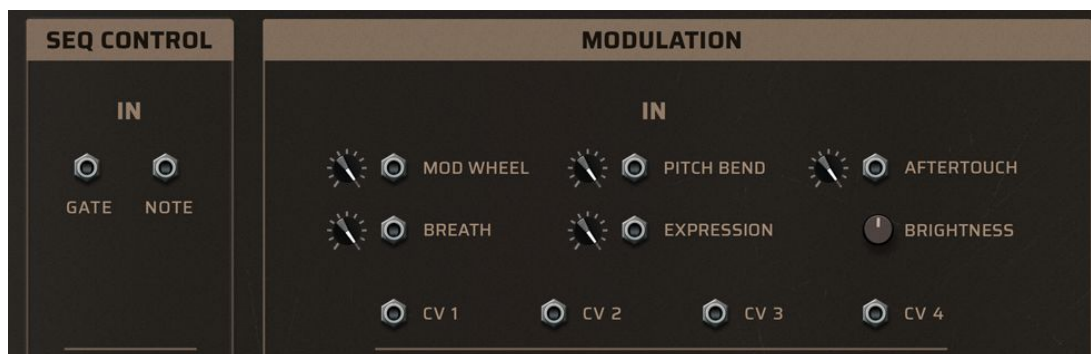 SEQ CONTROL
IN
GATE NOTE
MODULATION
IN
MOD WHEEL PITCH BEND AFTERTOUCH
BREATH EXPRESSION BRIGHTNESS
CV 1 CV 2 CV 3 CV 4